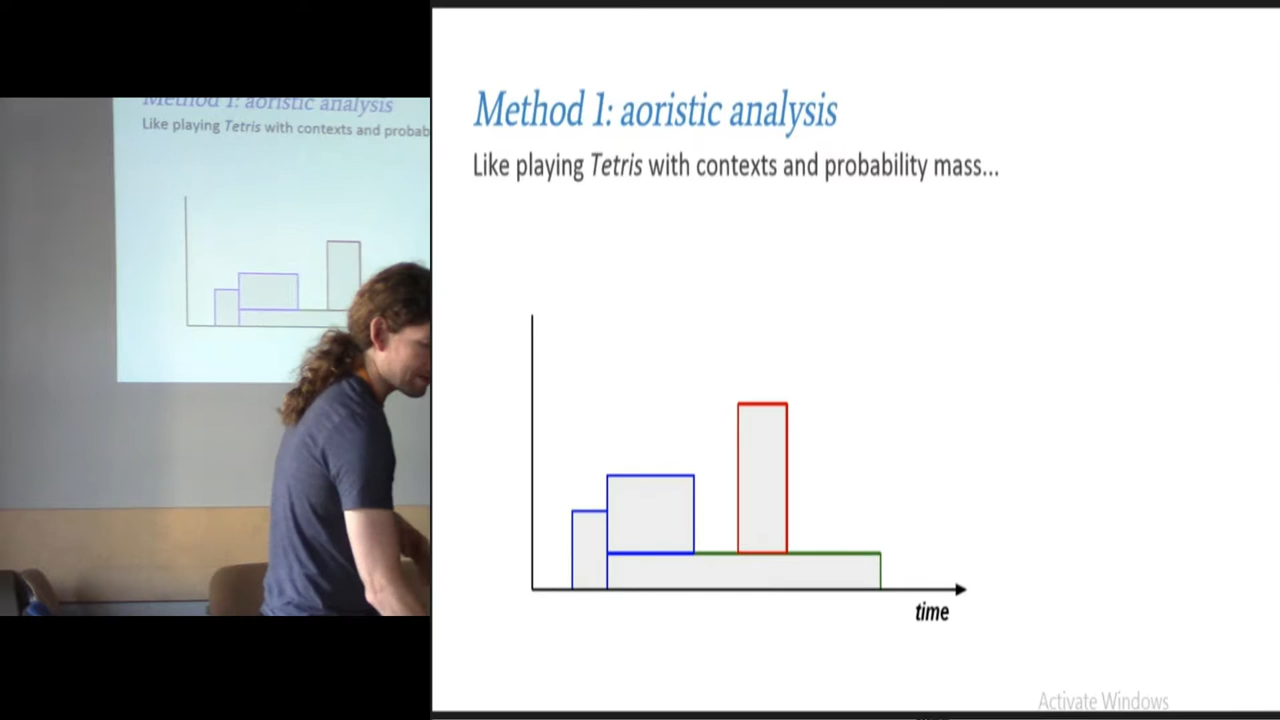 Method 1: aoristic analysis
Like playing Tetris with contexts and probab
Method 1: aoristic analysis
Like playing Tetris with contexts and probability mass...
time
Activate Windows